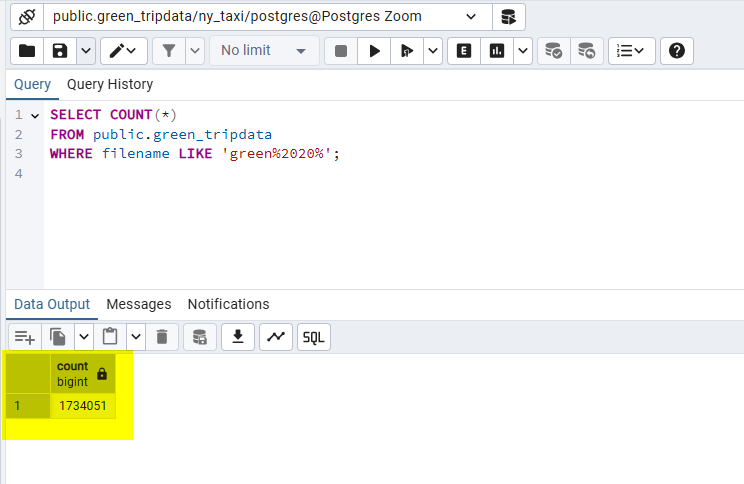 public.green_tripdata/ny_taxi/postgres@Postgres Zoom
No limit
E
Query Query History
1 SELECT COUNT(*)
2 FROM public.green_tripdata
3 WHERE filename LIKE 'green%2020%';
4
Data Output Messages Notifications
SQL
count
bigint
1 1734051